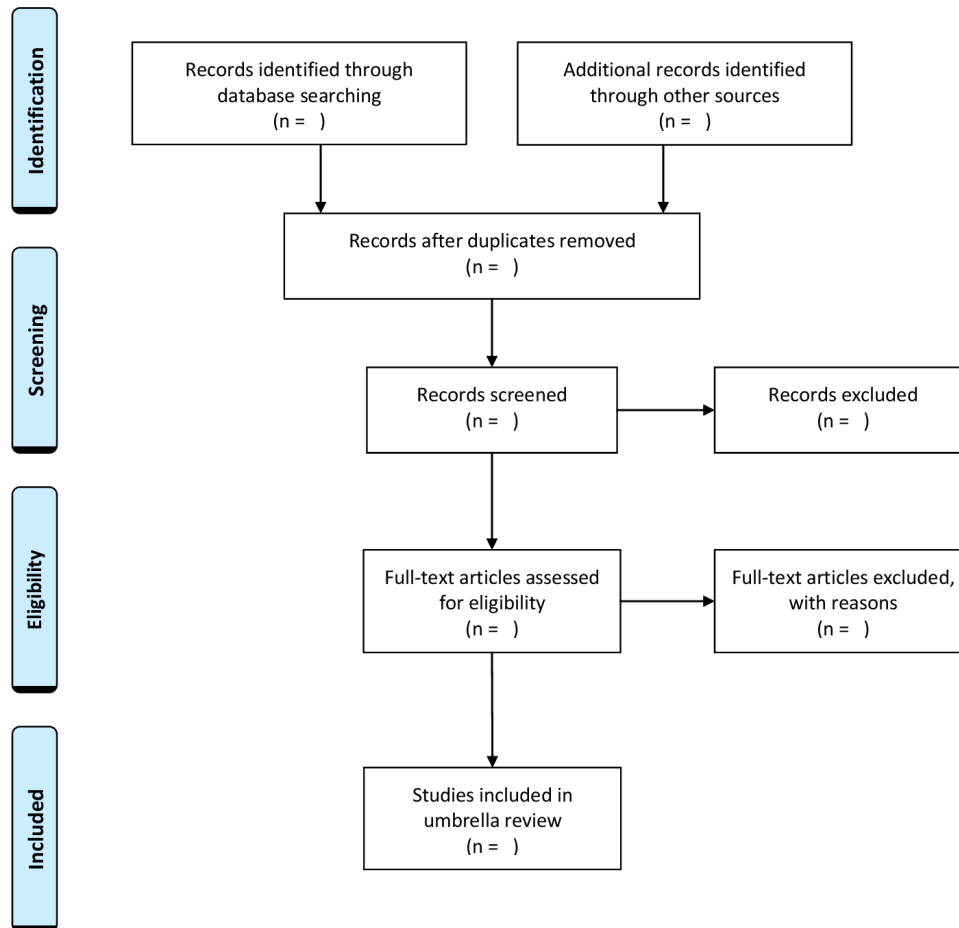 Identification
Records identified through
database searching
(n =   )
Additional records identified
through other sources
(n =   )
Records after duplicates removed
(n =   )
Screening
Records screened
(n =   )
Records excluded
(n =   )
Eligibility
Full-text articles assessed
for eligibility
(n =   )
Full-text articles excluded,
with reasons
(n =   )
Included
Studies included in
umbrella review
(n =   )